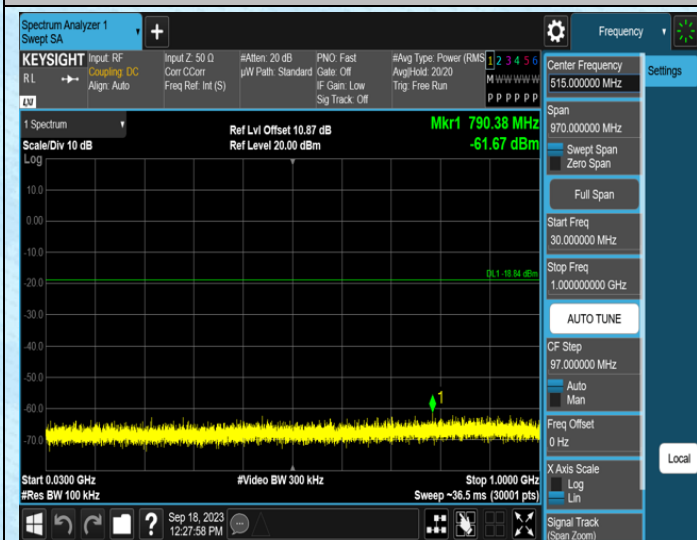 Spectrum Analyzer 1
Swept SA
Frequency
KEYSIGHT
RL
LXI
Input: RF
Coupling: DC
Align: Auto
Input Z: 50 Ω
Corr CCorr
Freq Ref: Int (S)
#Atten: 20 dB
µW Path: Standard
PNO: Fast
Gate: Off
IF Gain: Low
Sig Track: Off
#Avg Type: Power (RMS
Avg|Hold: 20/20
Trig: Free Run
1 2 3 4 5 6
M W W W W W
P P P P P P
Center Frequency
515.000000 MHz
Settings
1 Spectrum
Scale/Div 10 dB
Log
Ref Lvl Offset 10.87 dB
Ref Level 20.00 dBm
Mkr1 790.38 MHz
-61.67 dBm
Span
970.000000 MHz
Swept Span
Zero Span
Full Span
Start Freq
30.000000 MHz
Stop Freq
1.000000000 GHz
AUTO TUNE
CF Step
97.000000 MHz
Auto
Man
Freq Offset
0 Hz
X Axis Scale
Log
Lin
Signal Track
(Span Zoom)
Local
10.0
0.00
-10.0
-20.0
-30.0
-40.0
-50.0
-60.0
-70.0
DL1 -18.84 dBm
1
Start 0.0300 GHz
#Res BW 100 kHz
#Video BW 300 kHz
Stop 1.0000 GHz
Sweep ~36.5 ms (30001 pts)
?
Sep 18, 2023
12:27:58 PM